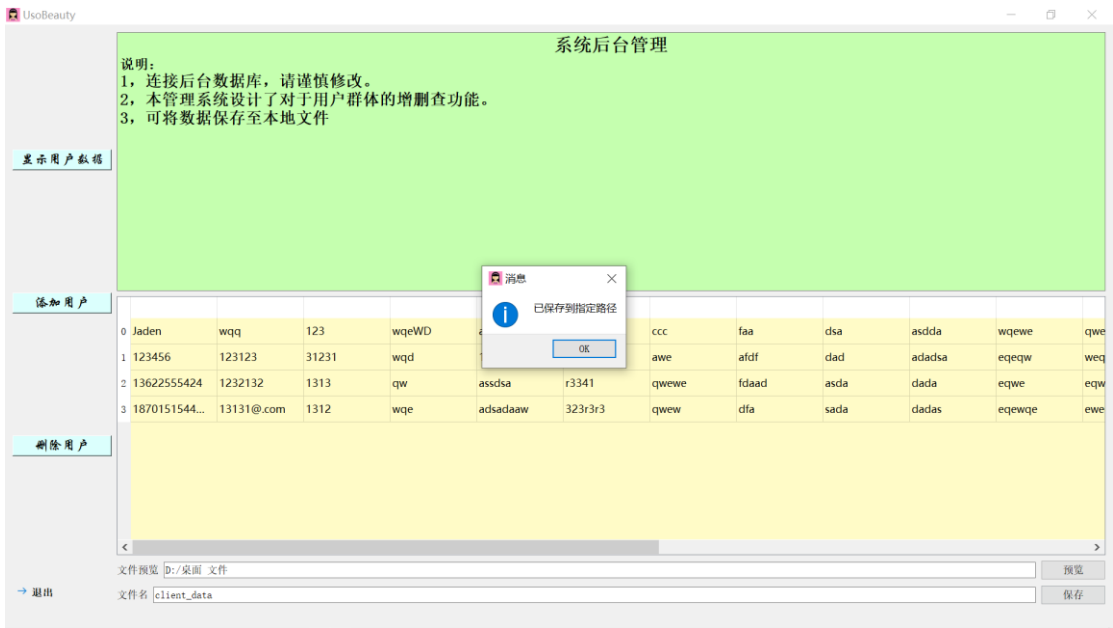 UsoBeauty
系统后台管理
说明:
1, 连接后台数据库, 请谨慎修改。
2, 本管理系统设计了对于用户群体的增删查功能。
3, 可将数据保存至本地文件
显示用户数据
添加用户
删除用户
退出
消息
已保存到指定路径
OK
0 Jaden wqq 123 wqeWD ccc faa dsa asdda wqewe qwe
1 123456 123123 31231 wqd awe afdf dad adadsa eqeqw weq
2 13622555424 1232132 1313 qw assdsa r3341 qwewe fdaad asda dada eqwe eqw
3 1870151544... 13131@.com 1312 wqe adsadaaw 323r3r3 qwew dfa sada dadas eqewqe ewe
文件预览 D:/桌面 文件 预览
文件名 client_data 保存